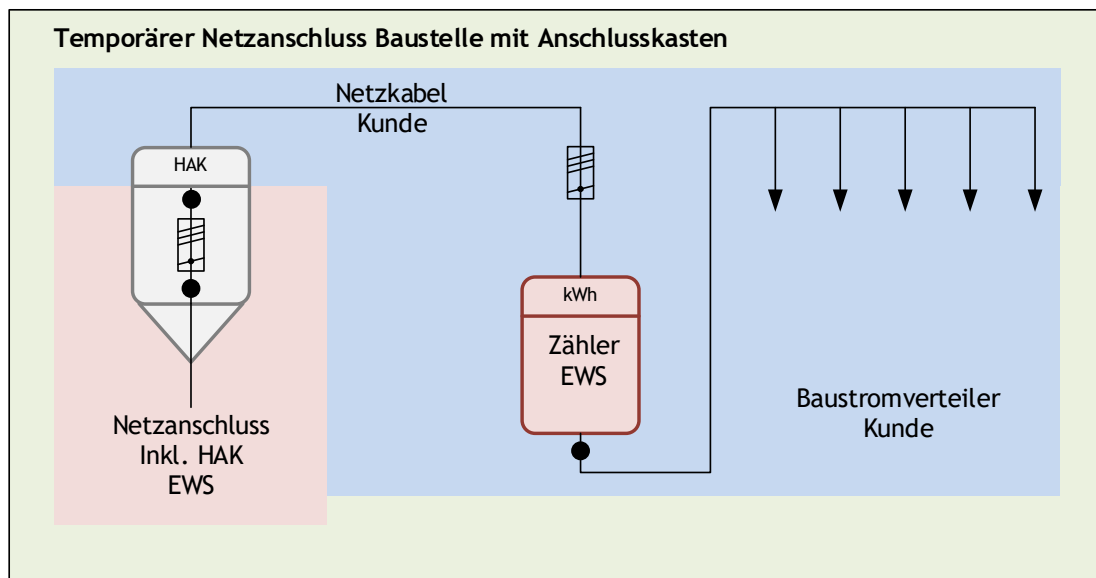 Temporärer Netzanschluss Baustelle mit Anschlusskasten
Netzkabel
Kunde
HAK
kWh
Zähler
EWS
Baustromverteiler
Kunde
Netzanschluss
Inkl. HAK
EWS